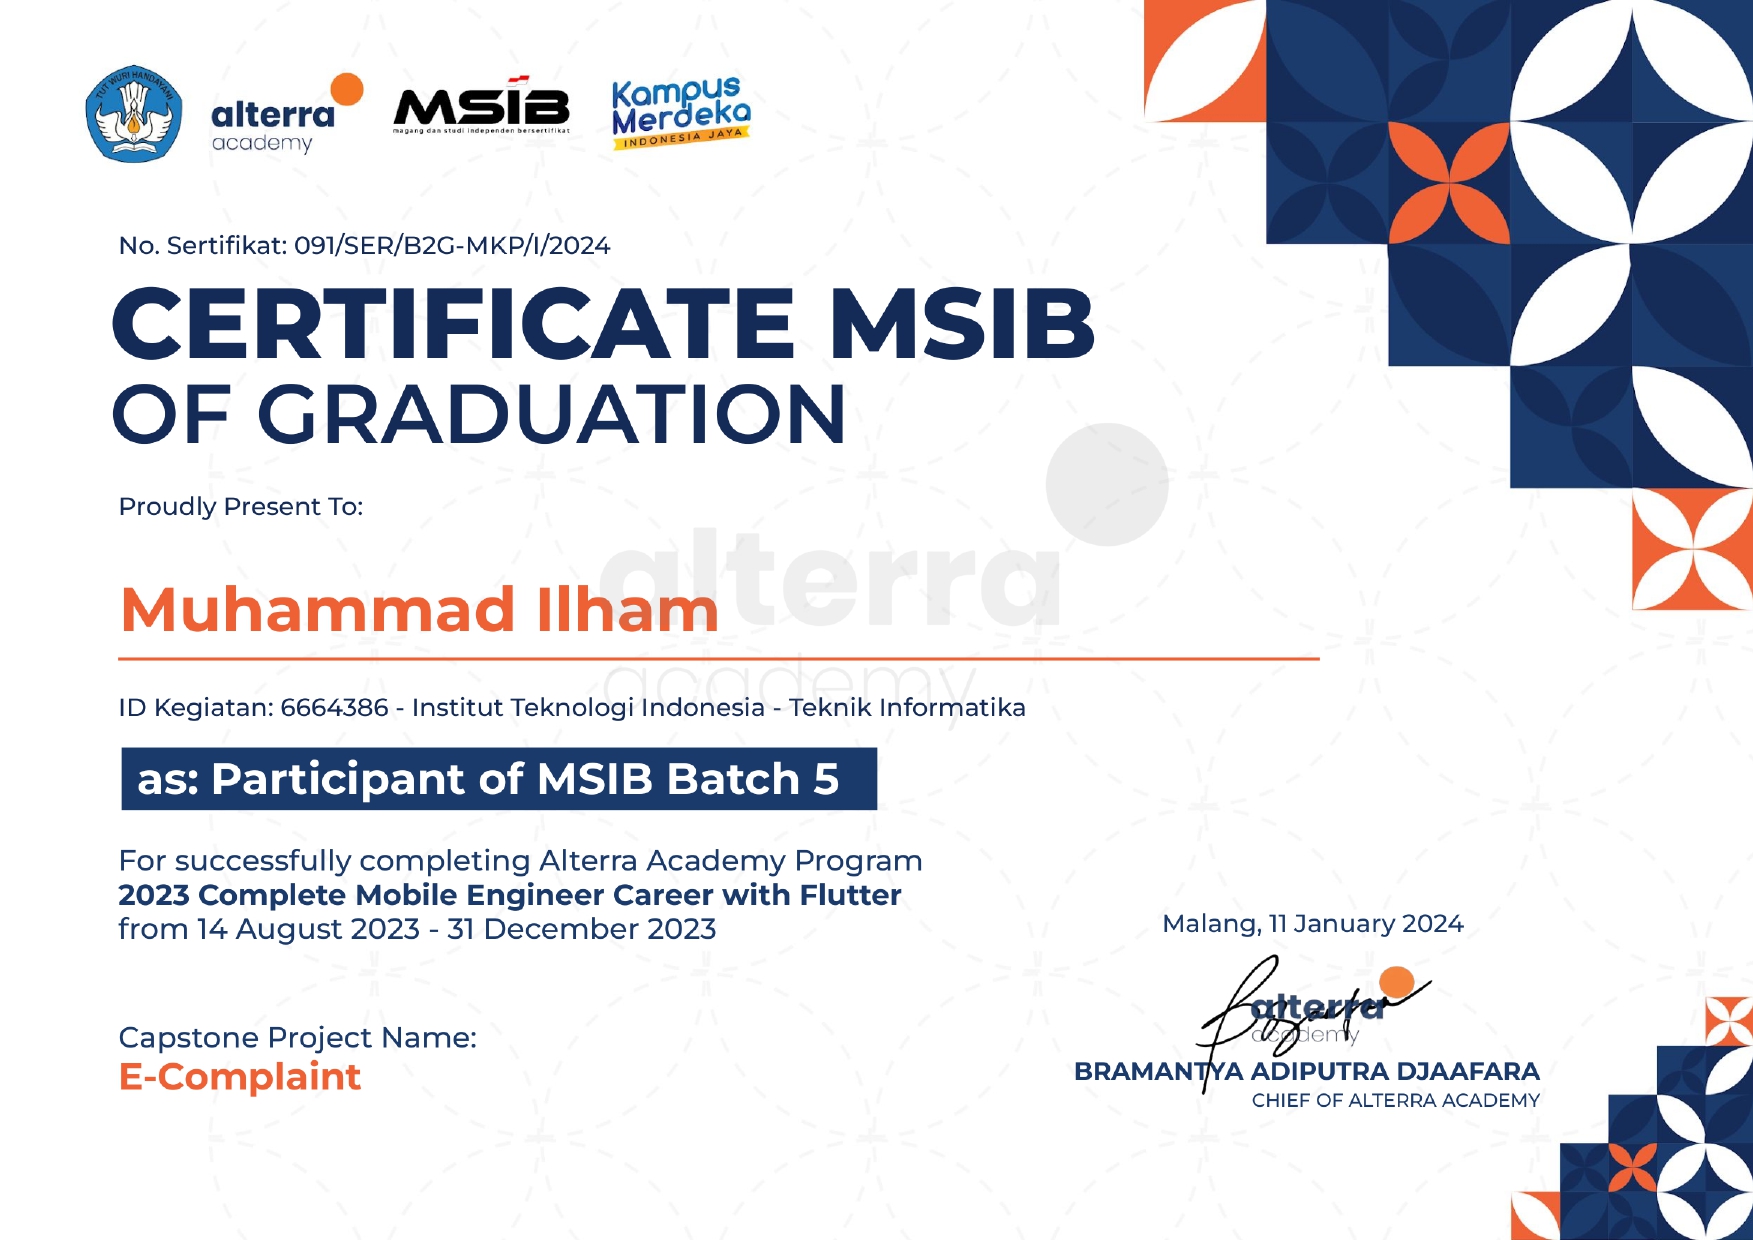 TUT WURI HANDAYANI
alterra
academy
MSIB
magang dan studi independen bersertifikat
Kampus
Merdeka
INDONESIA JAYA
No. Sertifikat: 091/SER/B2G-MKP/I/2024
CERTIFICATE MSIB
OF GRADUATION
Proudly Present To:
alterra
academy
Muhammad Ilham
ID Kegiatan: 6664386 - Institut Teknologi Indonesia - Teknik Informatika
as: Participant of MSIB Batch 5
For successfully completing Alterra Academy Program
2023 Complete Mobile Engineer Career with Flutter
from 14 August 2023 - 31 December 2023
Capstone Project Name:
E-Complaint
Malang, 11 January 2024
alterra
academy
BRAMANTYA ADIPUTRA DJAAFARA
CHIEF OF ALTERRA ACADEMY